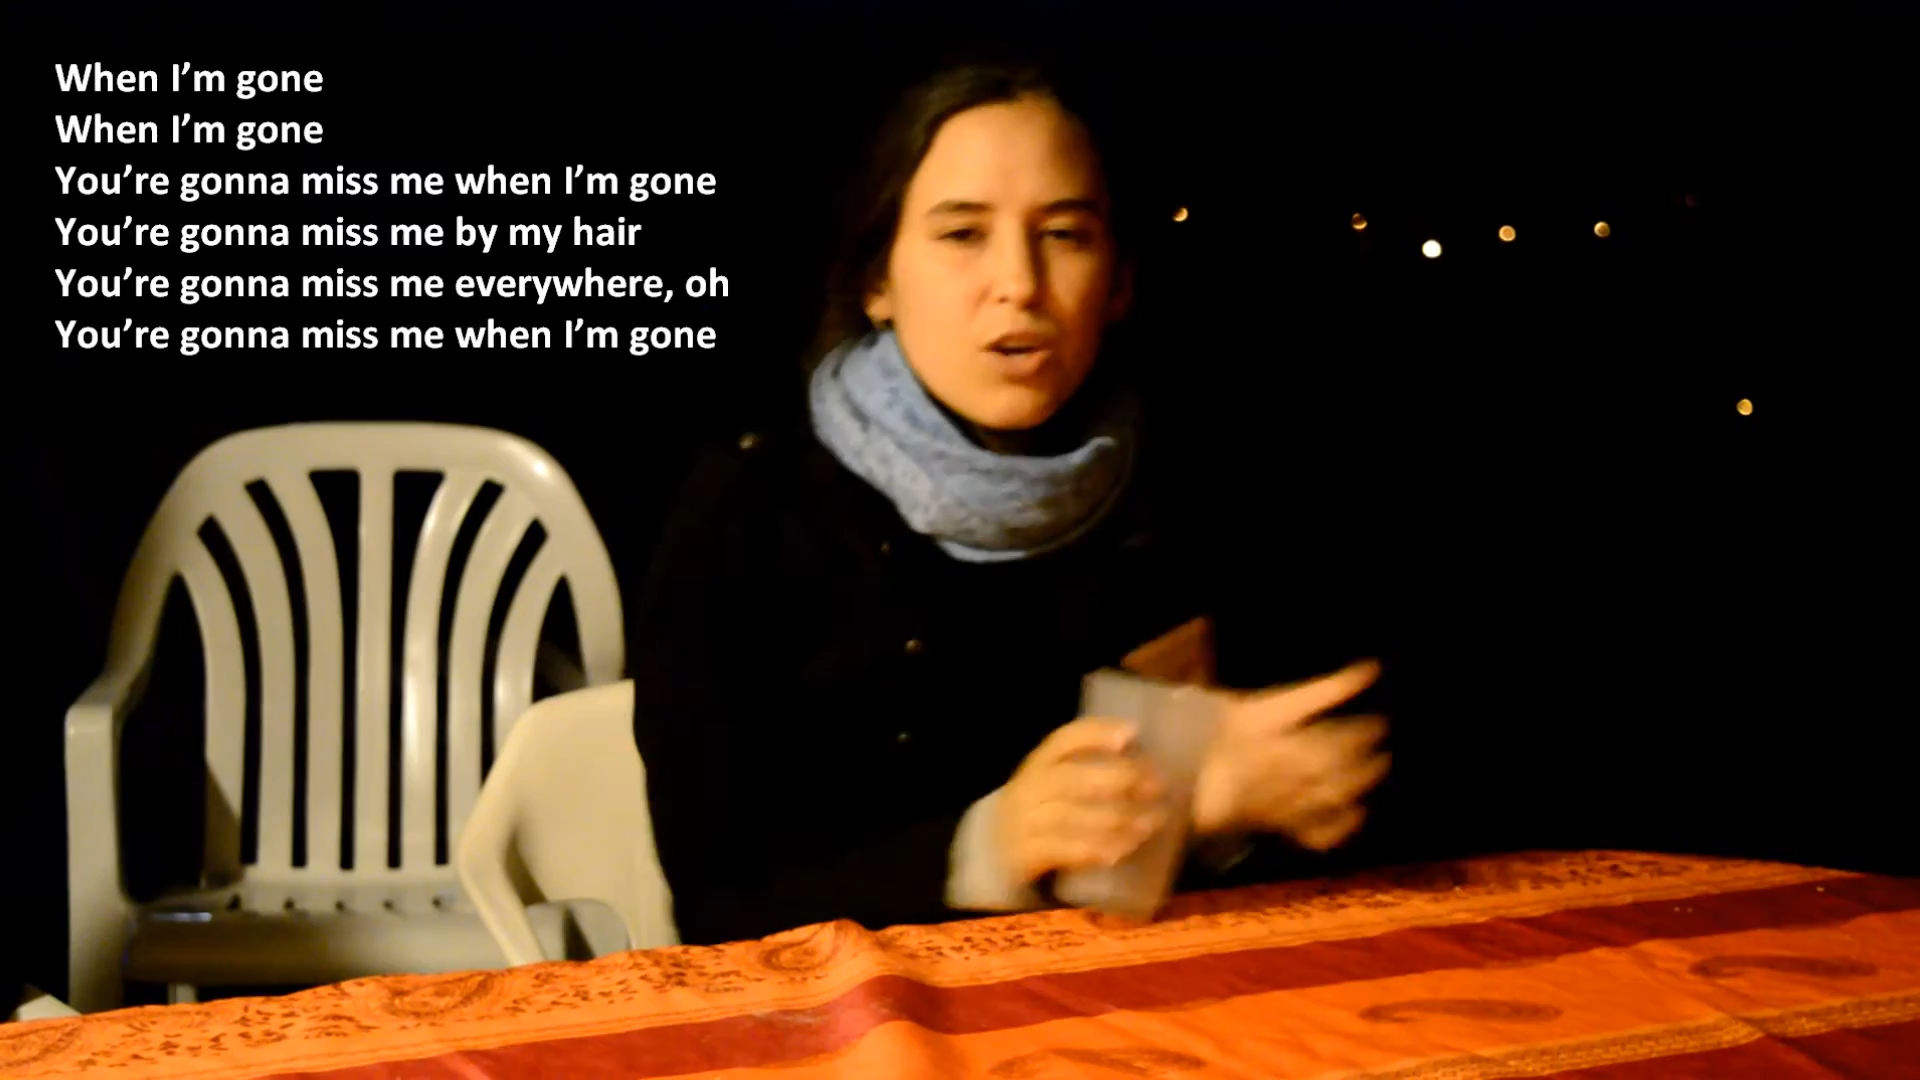 When I’m gone
When I’m gone
You’re gonna miss me when I’m gone
You’re gonna miss me by my hair
You’re gonna miss me everywhere, oh
You’re gonna miss me when I’m gone